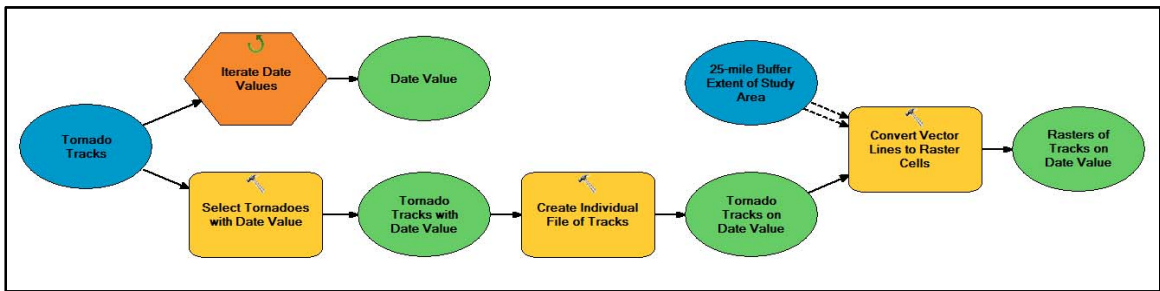 Iterate Date
Values
Date Value
25-mile Buffer
Extent of Study
Area
Tornado
Tracks
Convert Vector
Lines to Raster
Cells
Rasters of
Tracks on
Date Value
Select Tornadoes
with Date Value
Tornado
Tracks with
Date Value
Create Individual
File of Tracks
Tornado
Tracks on
Date Value